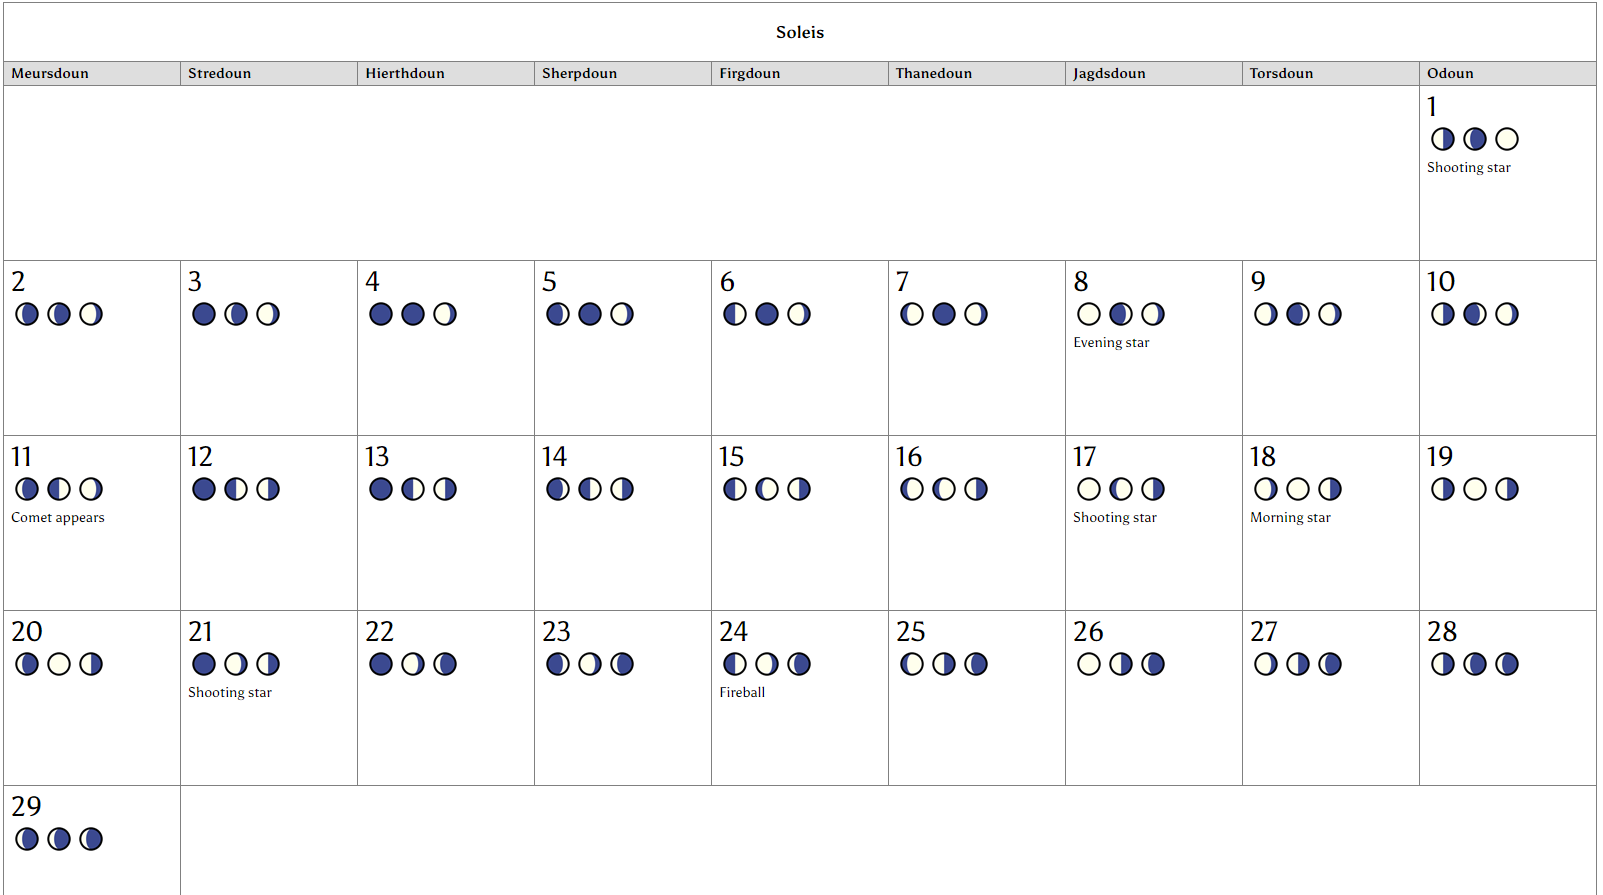 Soleis
Meursdoun Stredoun Hierthdoun Sherpdoun Firgdoun Thanedoun Jagdsdoun Torsdoun Odoun
1
Shooting star
2 3 4 5 6 7 8 9 10
Evening star
11 12 13 14 15 16 17 18 19
Comet appears Shooting star Morning star
20 21 22 23 24 25 26 27 28
Shooting star Fireball
29